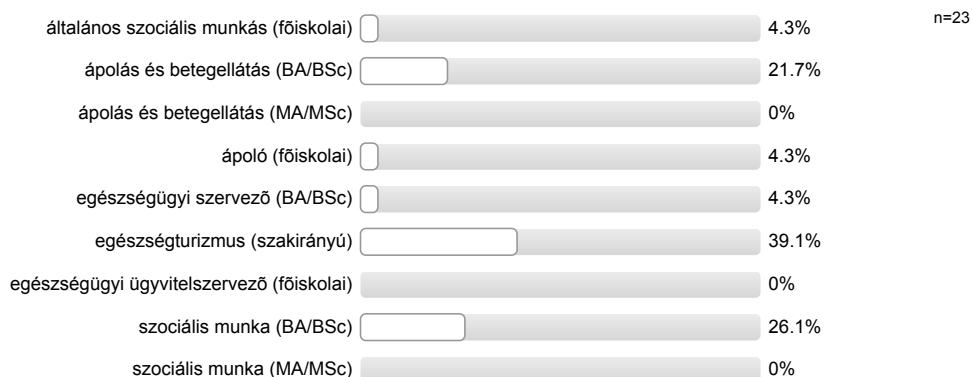 n=23
általános szociális munkás (fõiskolai) 4.3%
ápolás és betegellátás (BA/BSc) 21.7%
ápolás és betegellátás (MA/MSc) 0%
ápoló (fõiskolai) 4.3%
egészségügyi szervezõ (BA/BSc) 4.3%
egészségturizmus (szakirányú) 39.1%
egészségügyi ügyvitelszervezõ (fõiskolai) 0%
szociális munka (BA/BSc) 26.1%
szociális munka (MA/MSc) 0%